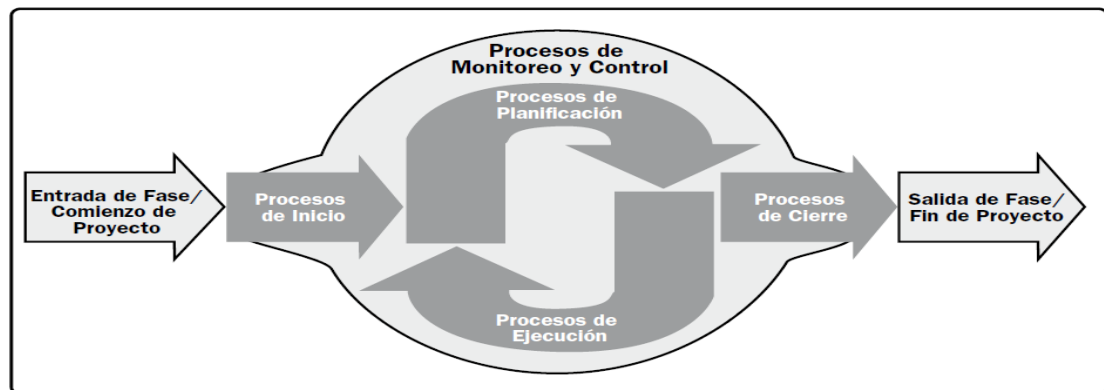 Procesos de
Monitoreo y Control
Procesos de
Planificación
Entrada de Fase/
Comienzo de
Proyecto
Procesos
de Inicio
Procesos
de Cierre
Salida de Fase/
Fin de Proyecto
Procesos de
Ejecución